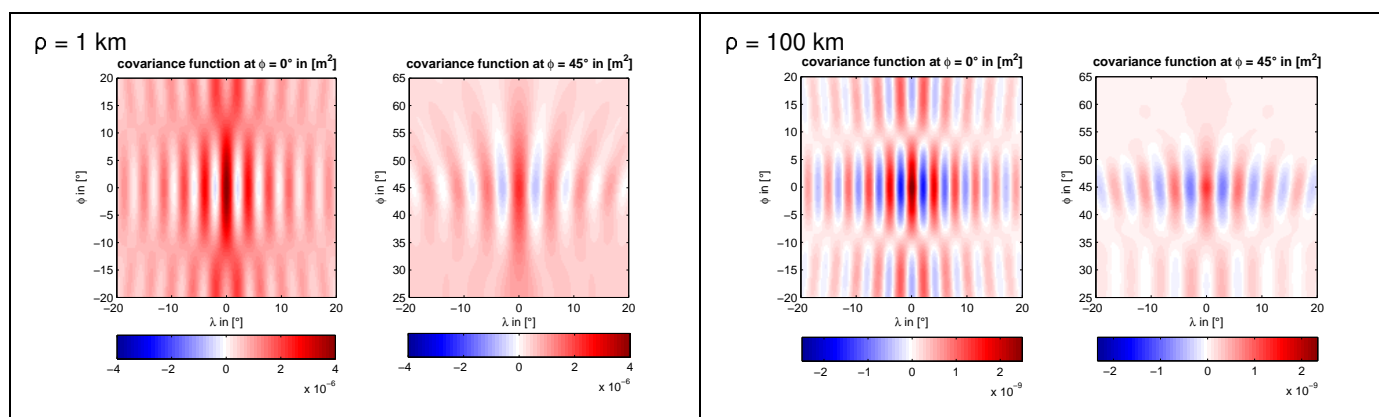 ρ = 1 km
covariance function at ϕ = 0° in [m²]
20
15
10
5
0
−5
−10
−15
−20
ϕ in [°]
−20 −10 0 10 20
λ in [°]
−4 −2 0 2 4
x 10⁻⁶
covariance function at ϕ = 45° in [m²]
65
60
55
50
45
40
35
30
25
ϕ in [°]
−20 −10 0 10 20
λ in [°]
−4 −2 0 2 4
x 10⁻⁶
ρ = 100 km
covariance function at ϕ = 0° in [m²]
20
15
10
5
0
−5
−10
−15
−20
ϕ in [°]
−20 −10 0 10 20
λ in [°]
−2 −1 0 1 2
x 10⁻⁹
covariance function at ϕ = 45° in [m²]
65
60
55
50
45
40
35
30
25
ϕ in [°]
−20 −10 0 10 20
λ in [°]
−2 −1 0 1 2
x 10⁻⁹